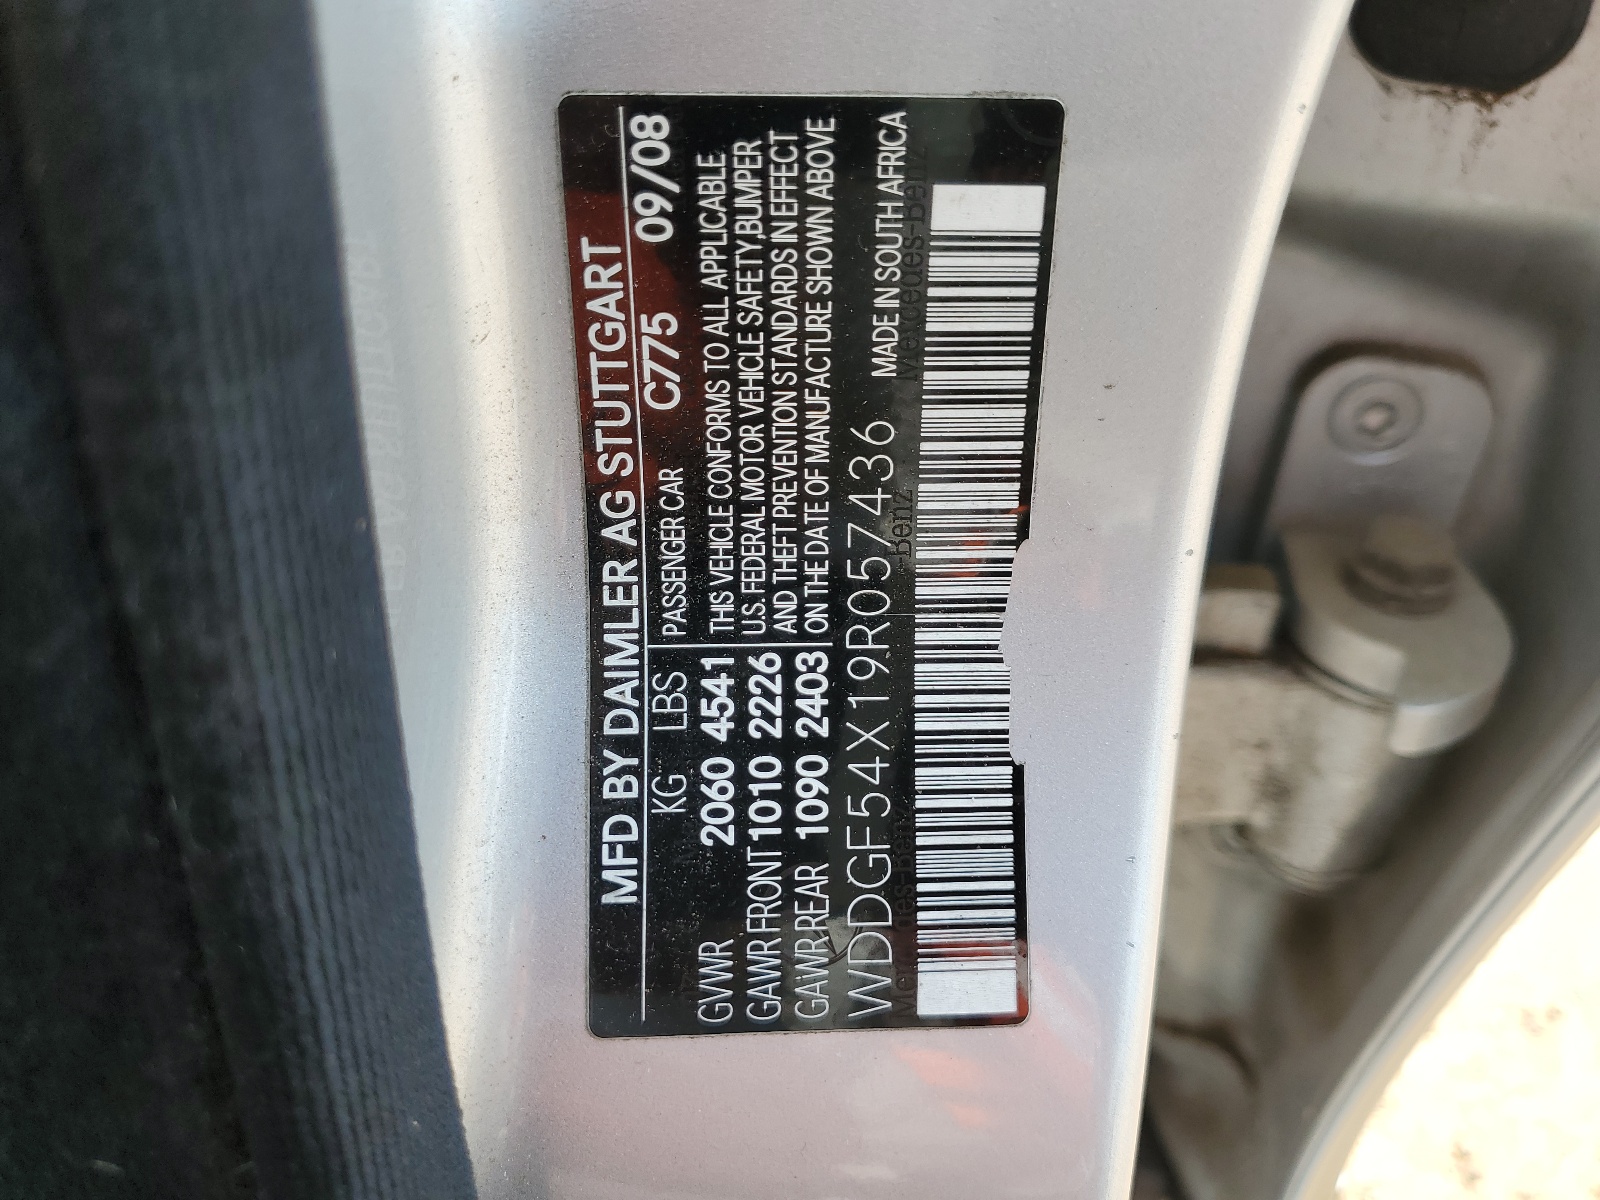 MFD BY DAIMLER AG STUTTGART
KG LBS PASSENGER CAR C775 09/08
GVWR 2060 4541 THIS VEHICLE CONFORMS TO ALL APPLICABLE
GAWR FRONT 1010 2226 U.S. FEDERAL MOTOR VEHICLE SAFETY, BUMPER
AND THEFT PREVENTION STANDARDS IN EFFECT
GAWR REAR 1090 2403 ON THE DATE OF MANUFACTURE SHOWN ABOVE
WDDGF54X19R057436 MADE IN SOUTH AFRICA
Mercedes-Benz